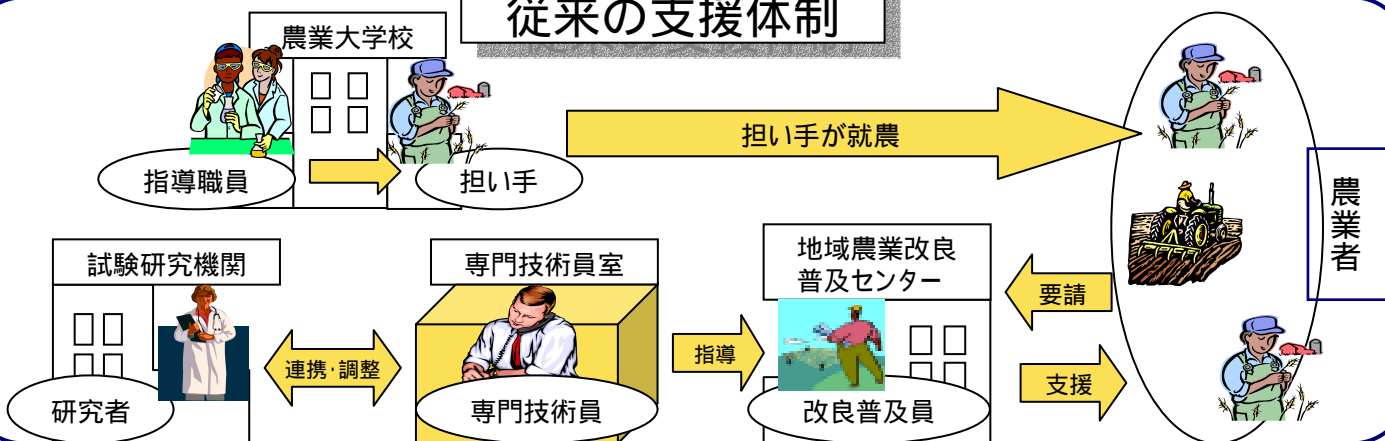 従来の支援体制
農業大学校
指導職員
担い手
担い手が就農
農業者
試験研究機関
研究者
連携・調整
専門技術員室
専門技術員
指導
地域農業改良
普及センター
改良普及員
要請
支援